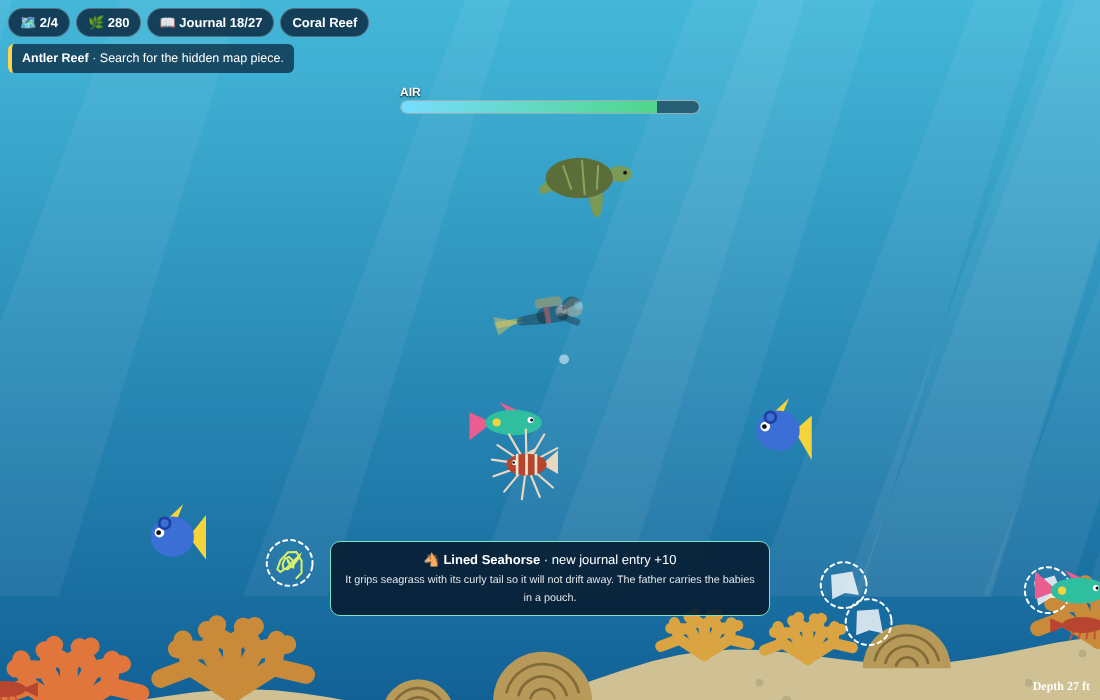 🗺️ 2/4
🌿 280
📖 Journal 18/27
Coral Reef
Antler Reef · Search for the hidden map piece.
AIR
🐴 Lined Seahorse · new journal entry +10
It grips seagrass with its curly tail so it will not drift away. The father carries the babies
in a pouch.
Depth 27 ft